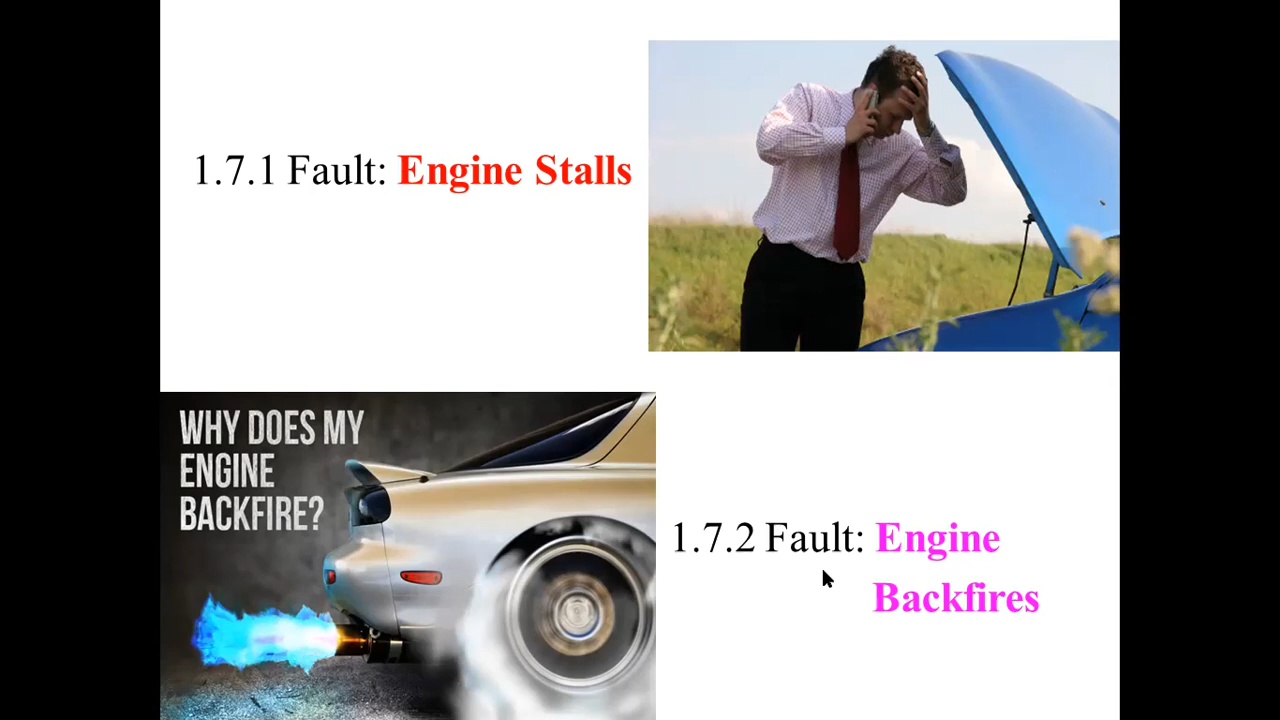 1.7.1 Fault: Engine Stalls
WHY DOES MY
ENGINE
BACKFIRE?
1.7.2 Fault: Engine
Backfires